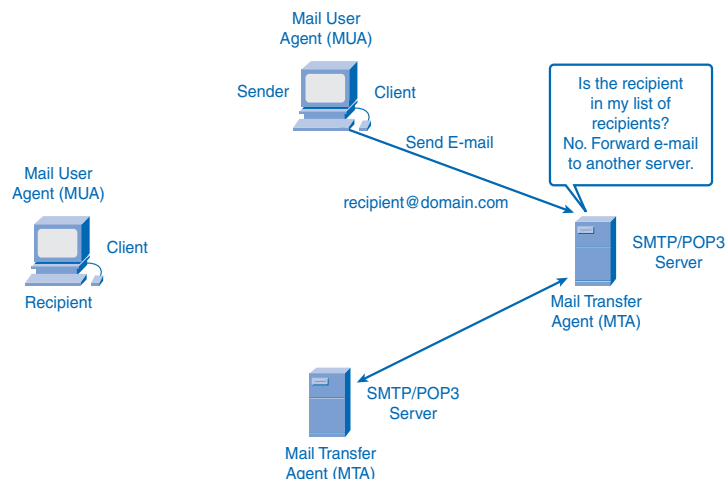 Mail User
Agent (MUA)
Sender
Client
Is the recipient
in my list of
recipients?
No. Forward e-mail
to another server.
Send E-mail
recipient@domain.com
Mail User
Agent (MUA)
Client
Recipient
SMTP/POP3
Server
Mail Transfer
Agent (MTA)
SMTP/POP3
Server
Mail Transfer
Agent (MTA)